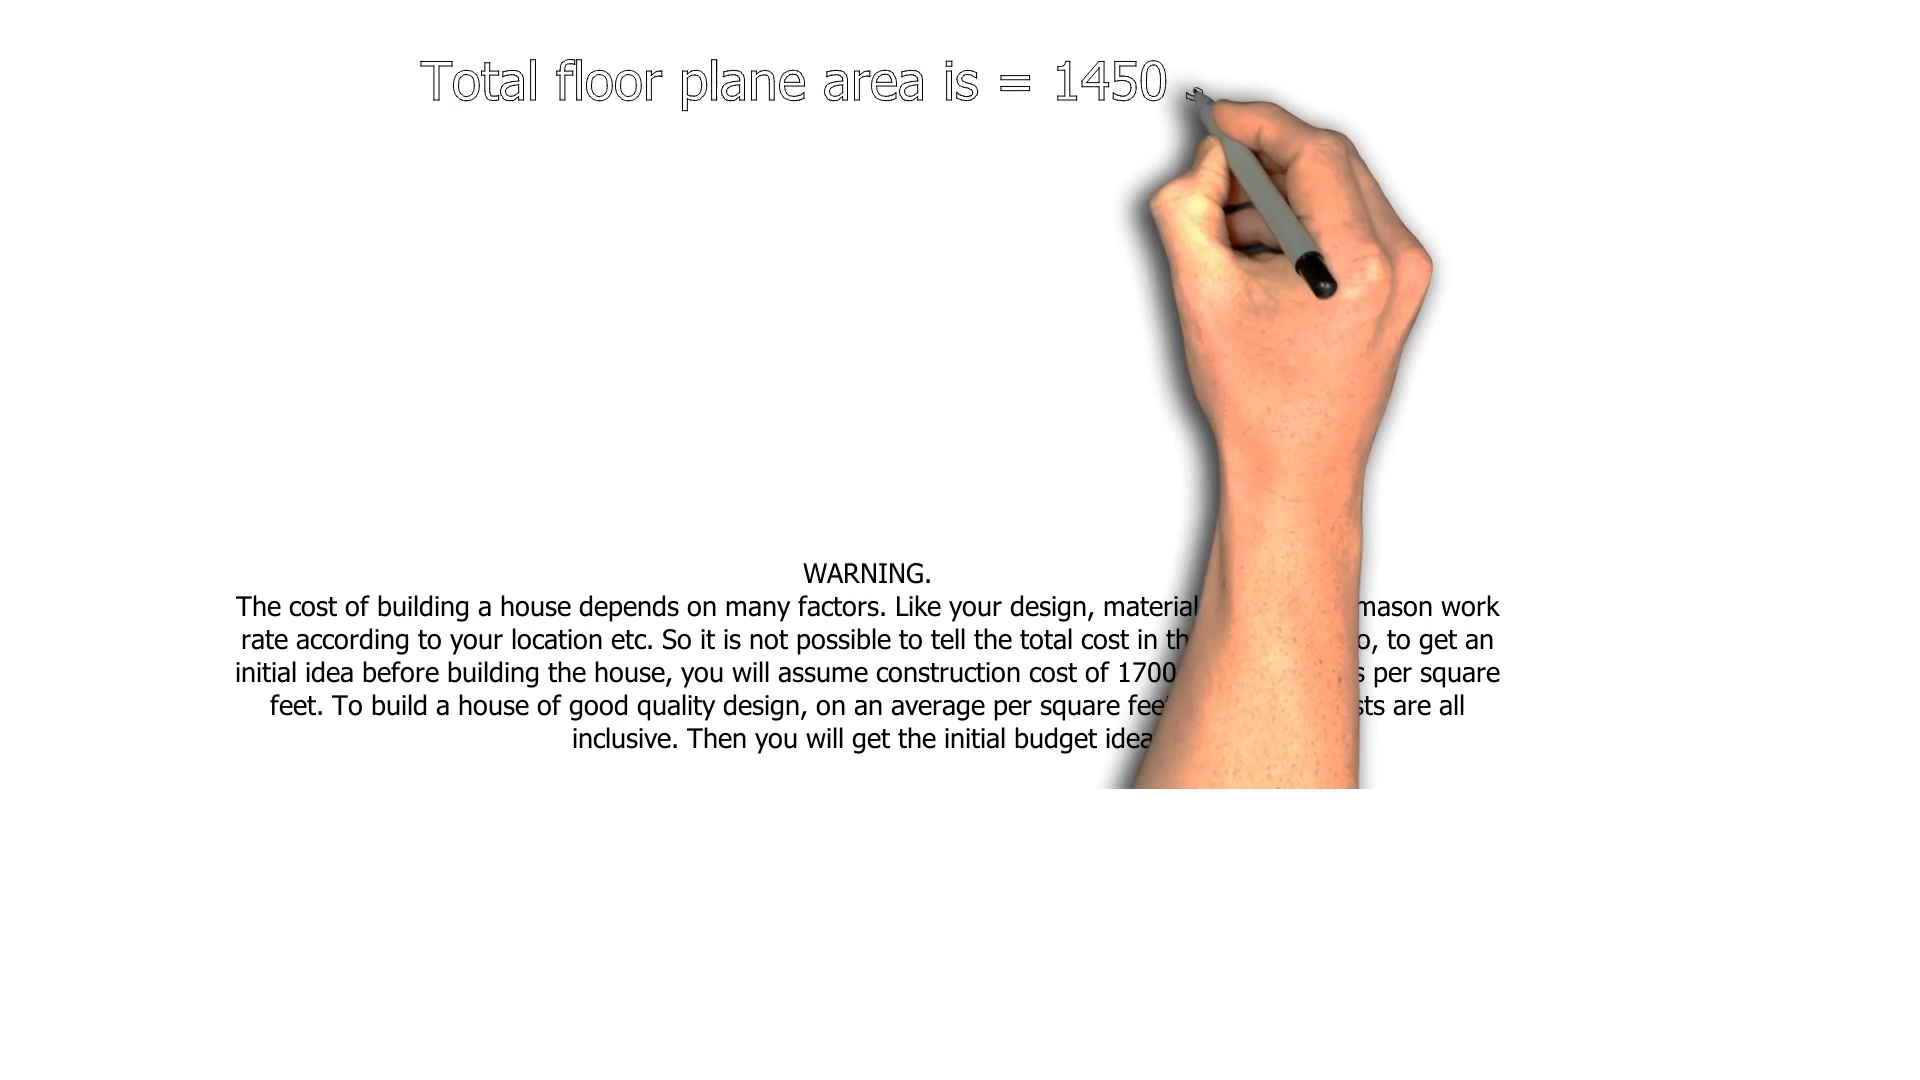 Total floor plane area is = 1450
WARNING.
The cost of building a house depends on many factors. Like your design, material mason work
rate according to your location etc. So it is not possible to tell the total cost in to get an
initial idea before building the house, you will assume construction cost of 1700 per square
feet. To build a house of good quality design, on an average per square are all
inclusive. Then you will get the initial budget idea